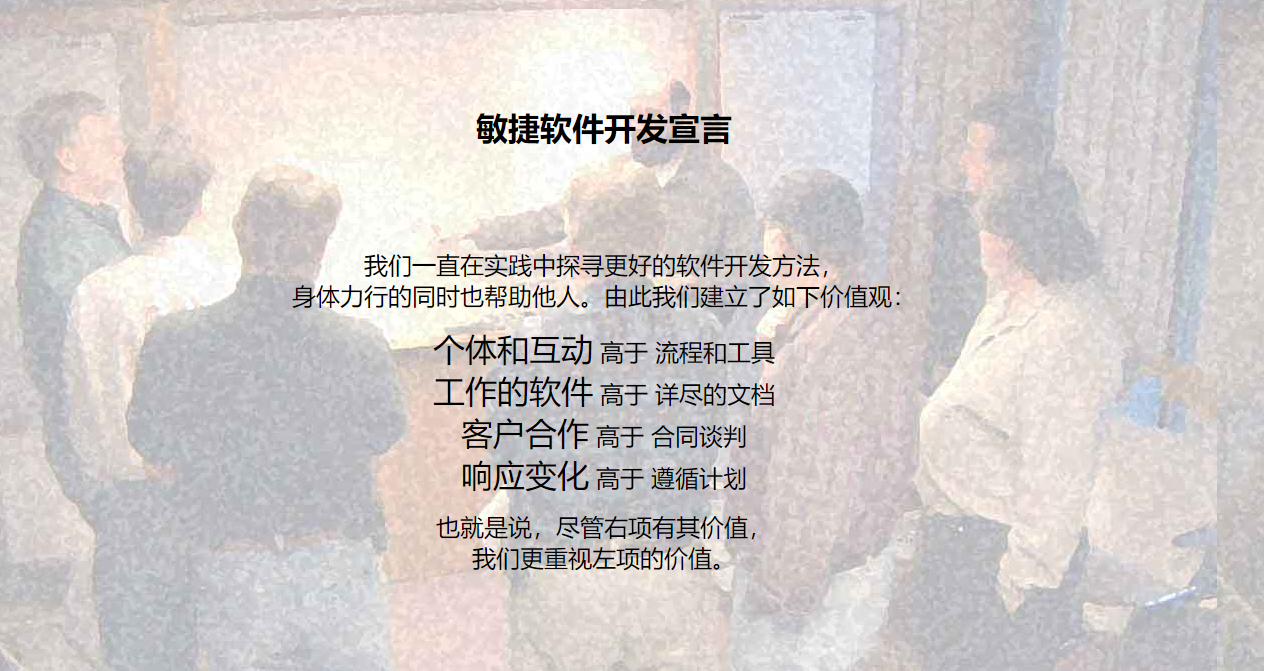 敏捷软件开发宣言
我们一直在实践中探寻更好的软件开发方法，
身体力行的同时也帮助他人。由此我们建立了如下价值观：
个体和互动 高于 流程和工具
工作的软件 高于 详尽的文档
客户合作 高于 合同谈判
响应变化 高于 遵循计划
也就是说，尽管右项有其价值，
我们更重视左项的价值。